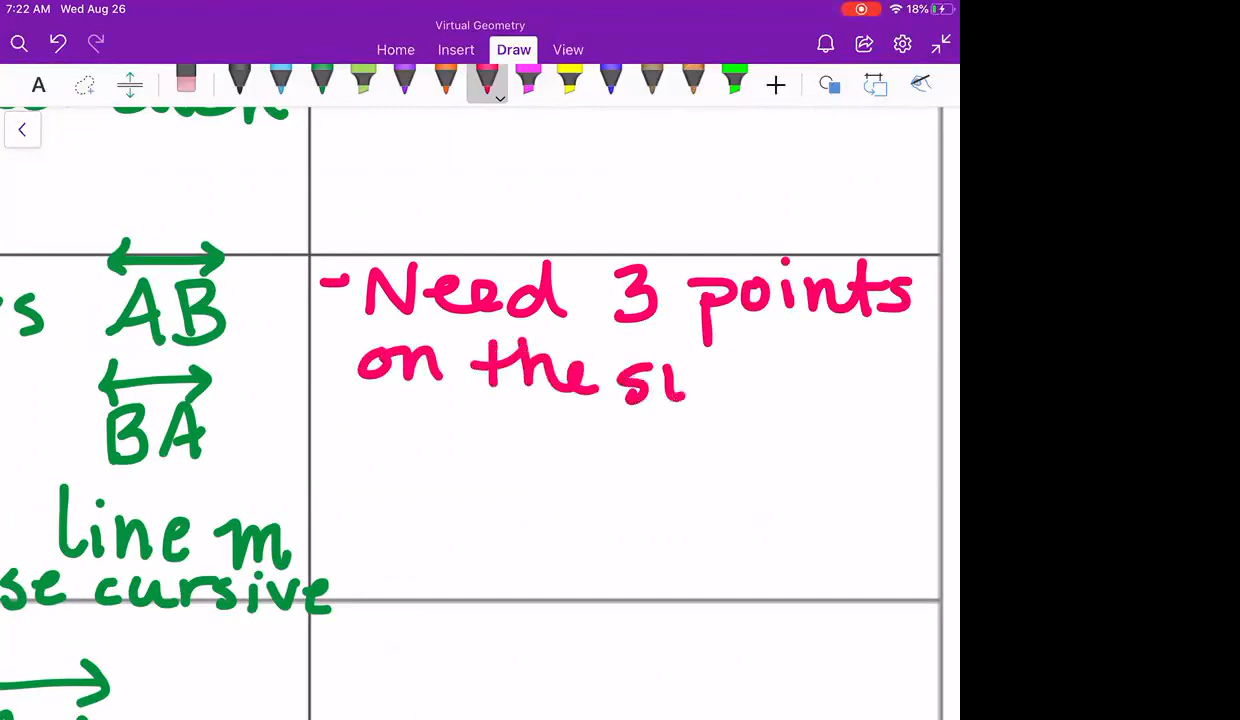 7:22 AM Wed Aug 26
18%
Virtual Geometry
Home Insert Draw View
A
AB
BA
line m
se cursive
-Need 3 points
on the